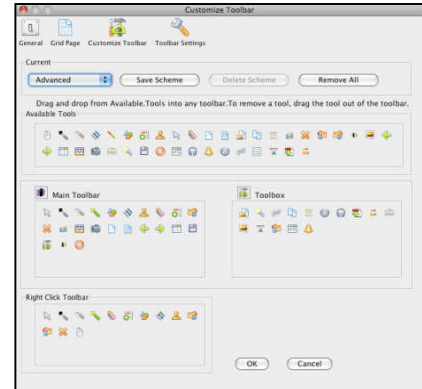 Customize Toolbar
General Grid Page Customize Toolbar Toolbar Settings
Current
Advanced Save Scheme Delete Scheme Remove All
Drag and drop from Available.Tools into any toolbar.To remove a tool, drag the tool out of the toolbar.
Available Tools
Main Toolbar Toolbox
Right Click Toolbar
OK Cancel